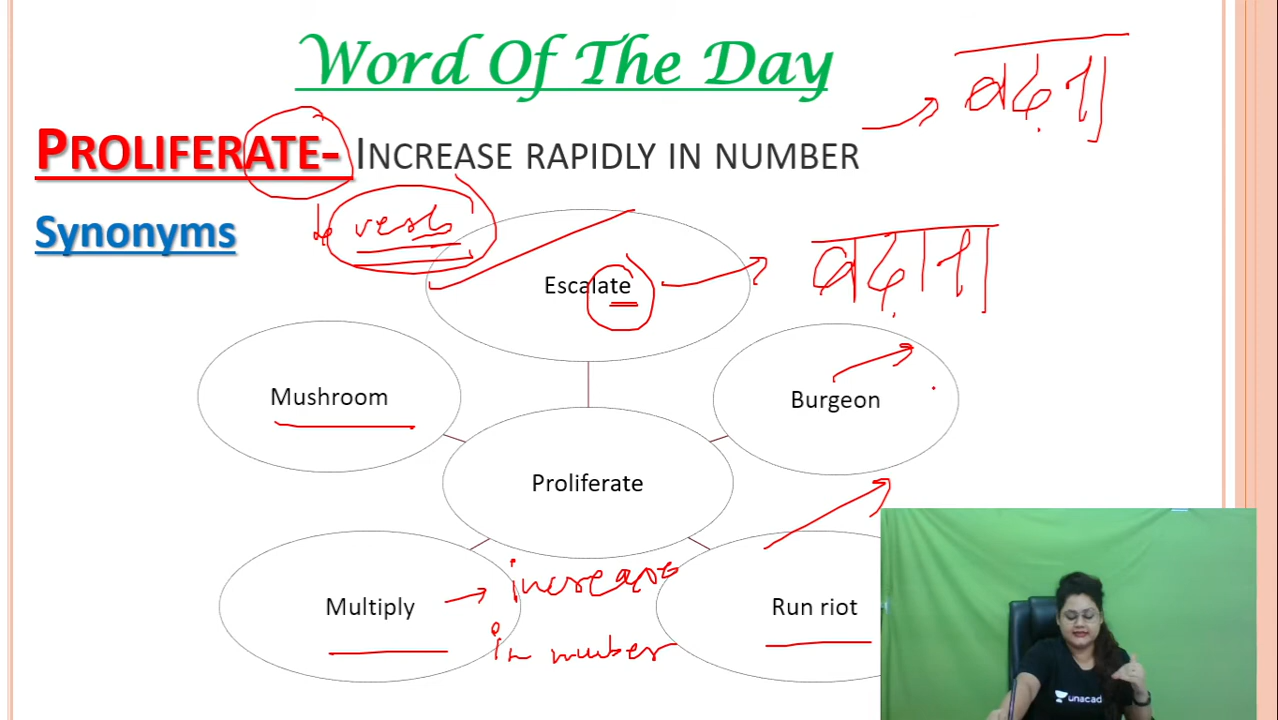 Word Of The Day
बढ़ना
PROLIFERATE- INCREASE RAPIDLY IN NUMBER
Synonyms
verb
Escalate
बढ़ाना
Mushroom
Burgeon
Proliferate
Multiply
increase
in number
Run riot
unacad